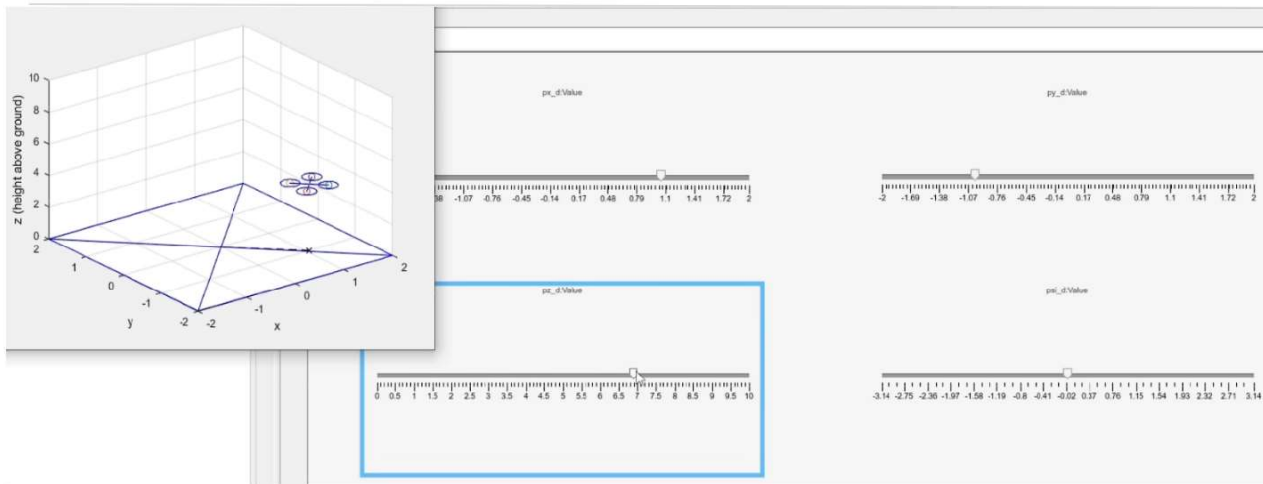 px_d:Value
py_d:Value
10
8
6
4
2
0
z (height above ground)
2
1
0
-1
-2
y
-2
-1
0
1
2
x
-1.07 -0.76 -0.45 -0.14 0.17 0.48 0.79 1.1 1.41 1.72 2
-2 -1.69 -1.38 -1.07 -0.76 -0.45 -0.14 0.17 0.48 0.79 1.1 1.41 1.72 2
pz_d:Value
psi_d:Value
0 0.5 1 1.5 2 2.5 3 3.5 4 4.5 5 5.5 6 6.5 7 7.5 8 8.5 9 9.5 10
-3.14 -2.75 -2.36 -1.97 -1.58 -1.19 -0.8 -0.41 -0.02 0.37 0.76 1.15 1.54 1.93 2.32 2.71 3.14